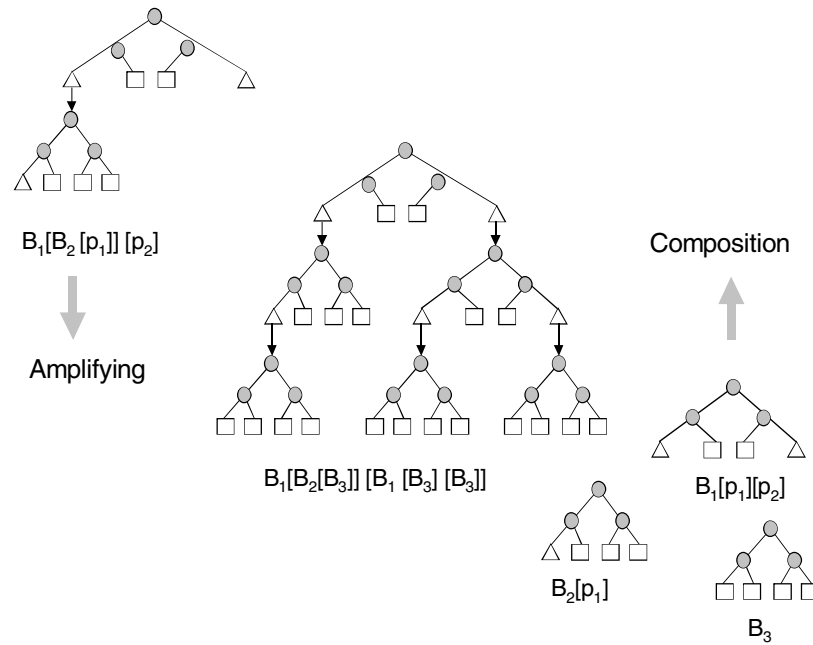 B₁[B₂ [p₁]] [p₂]
Amplifying
B₁[B₂[B₃]] [B₁ [B₃] [B₃]]
Composition
B₁[p₁][p₂]
B₂[p₁]
B₃